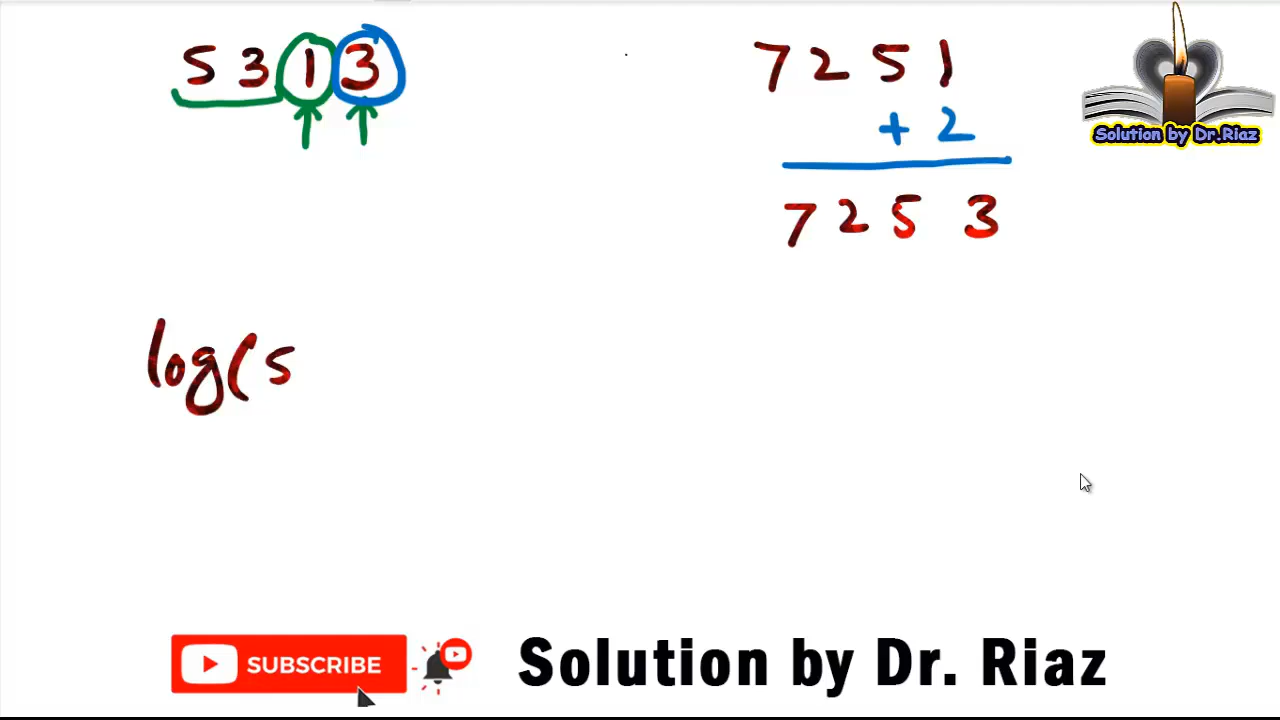 5 3 1 3
7 2 5 1
+ 2
7 2 5 3
Solution by Dr.Riaz
log( 5
SUBSCRIBE
Solution by Dr. Riaz